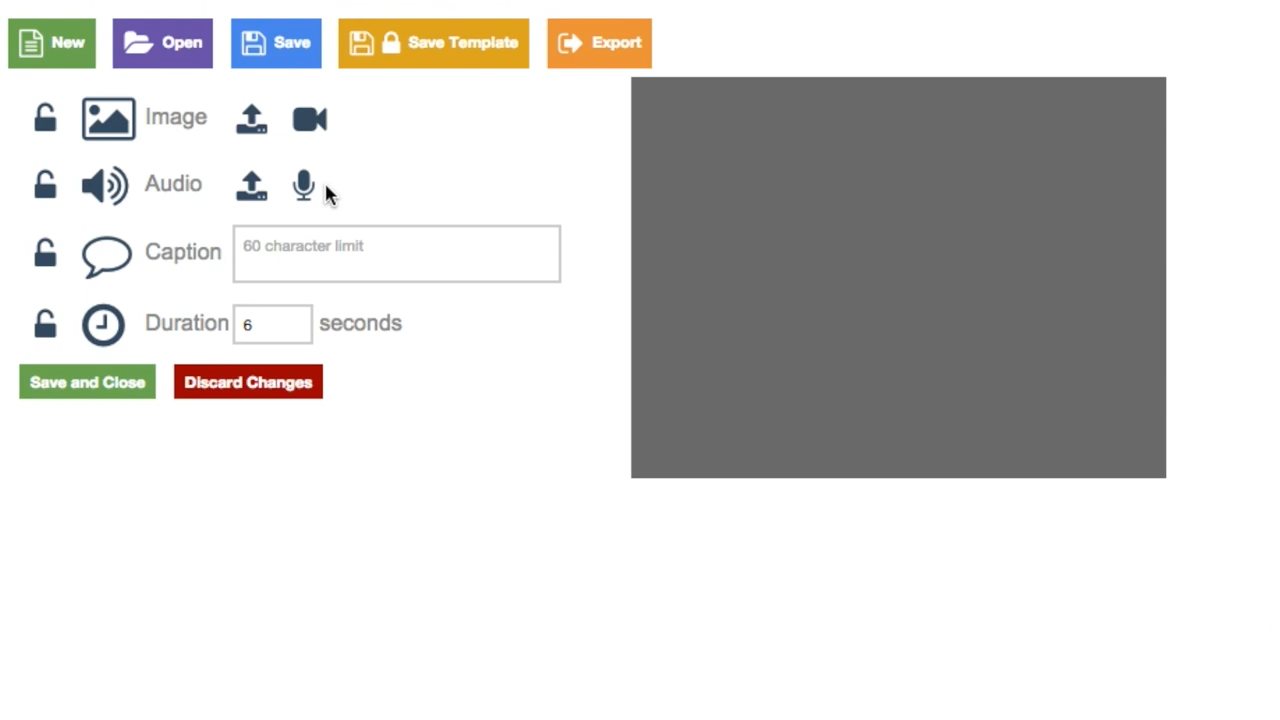 New Open Save Save Template Export
Image
Audio
Caption 60 character limit
Duration 6 seconds
Save and Close Discard Changes